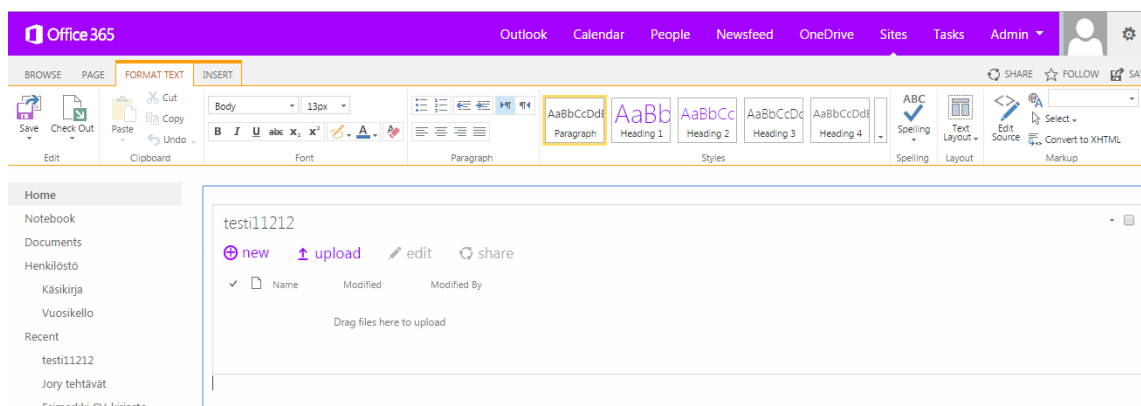 Office 365 Outlook Calendar People Newsfeed OneDrive Sites Tasks Admin
BROWSE PAGE FORMAT TEXT INSERT SHARE FOLLOW
Save Check Out Paste Cut Copy Undo
Body 13px
B I U abc x₂ x² A
AaBbCcDdE AaBb AaBbCc AaBbCcDd AaBbCcDdE
Paragraph Heading 1 Heading 2 Heading 3 Heading 4
ABC Spelling Text Layout Edit Source Select Convert to XHTML
Edit Clipboard Font Paragraph Styles Spelling Layout Markup
Home
Notebook
Documents
Henkilöstö
Käsikirja
Vuosikello
Recent
testi11212
Jory tehtävät
testi11212
new upload edit share
Name Modified Modified By
Drag files here to upload